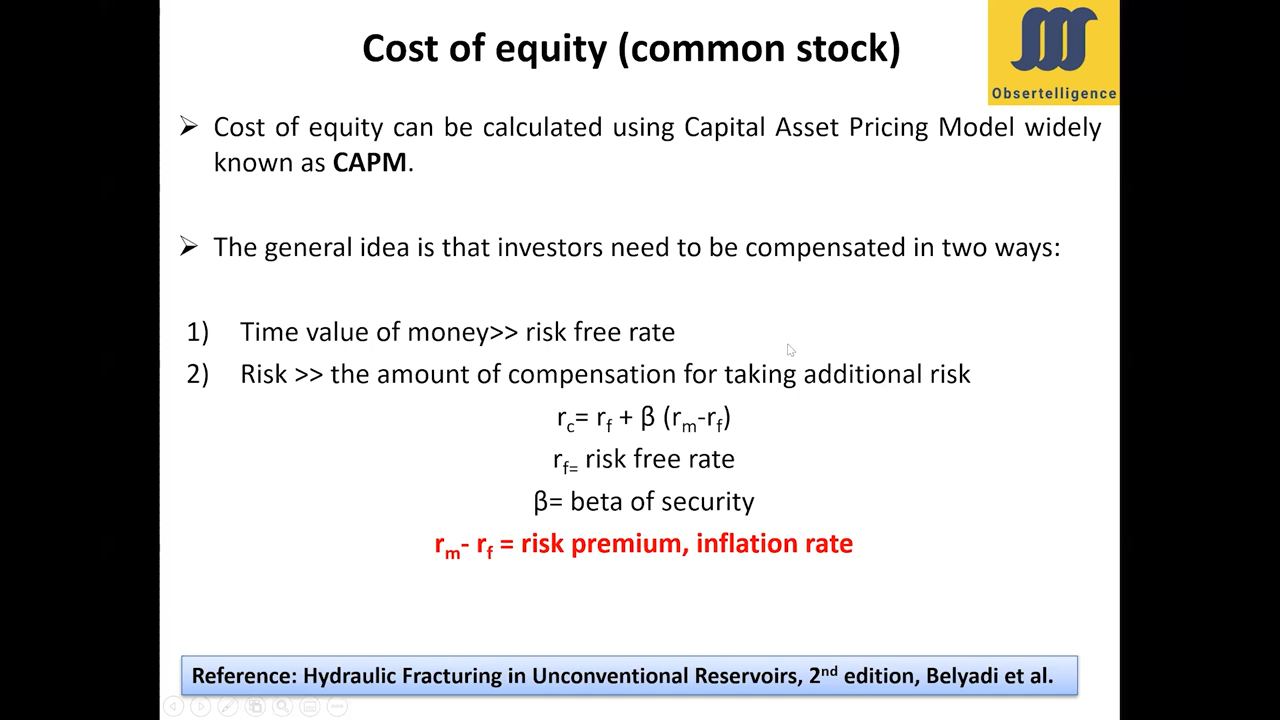 Cost of equity (common stock)
Obsertelligence
➢ Cost of equity can be calculated using Capital Asset Pricing Model widely
known as CAPM.
➢ The general idea is that investors need to be compensated in two ways:
1) Time value of money>> risk free rate
2) Risk >> the amount of compensation for taking additional risk
rc= rf + β (rm-rf)
rf= risk free rate
β= beta of security
rm- rf = risk premium, inflation rate
Reference: Hydraulic Fracturing in Unconventional Reservoirs, 2nd edition, Belyadi et al.